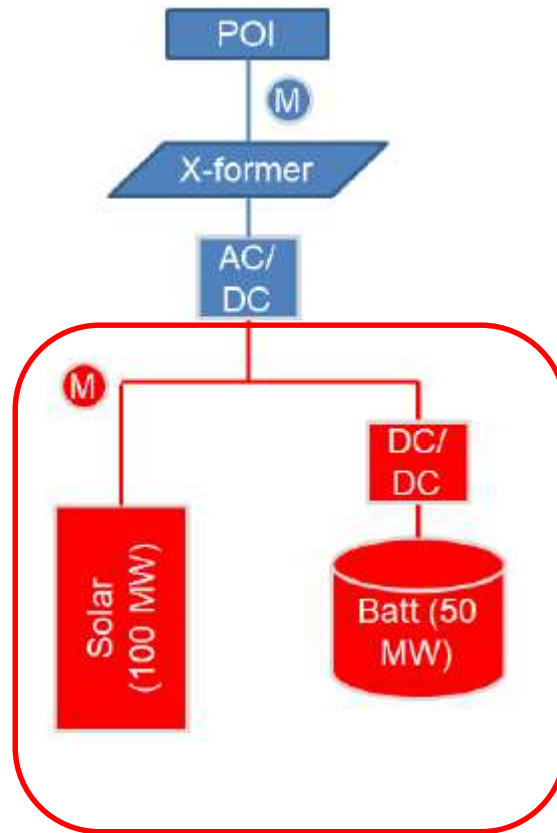 POI
M
X-former
AC/
DC
M
DC/
DC
Solar
(100 MW)
Batt (50
MW)